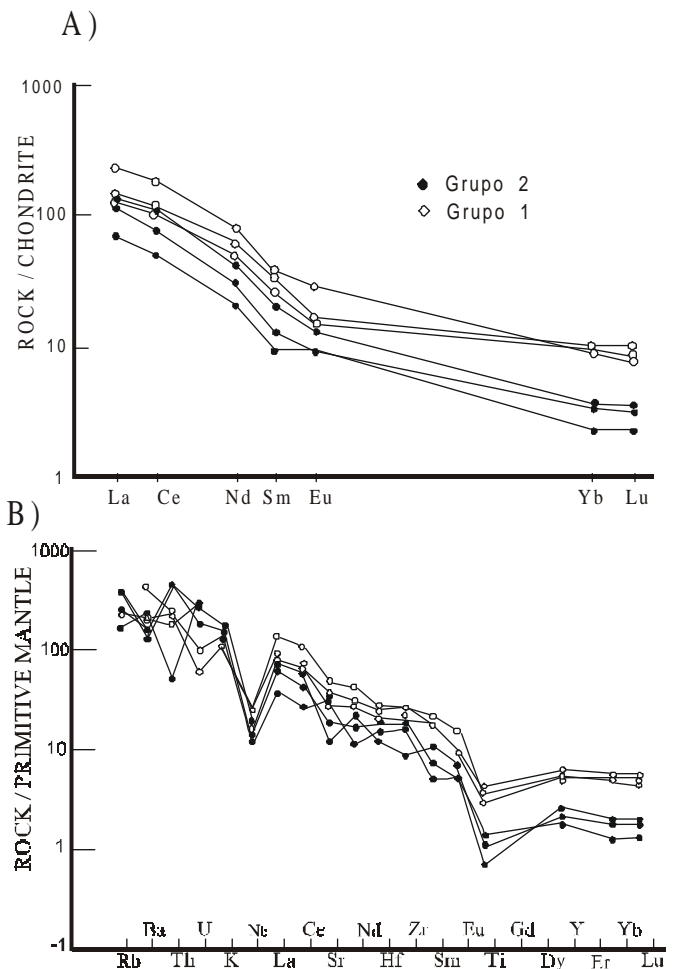 A)
1000
100
10
1
ROCK / CHONDRITE
Grupo 2
Grupo 1
La Ce Nd Sm Eu Yb Lu
B)
1000
100
10
1
-1
ROCK / PRIMITIVE MANTLE
Ba U Nb Ce Nd Zr Eu Gd Y Yb
Rb Th K La Sr Hf Sm Ti Dy Er Lu